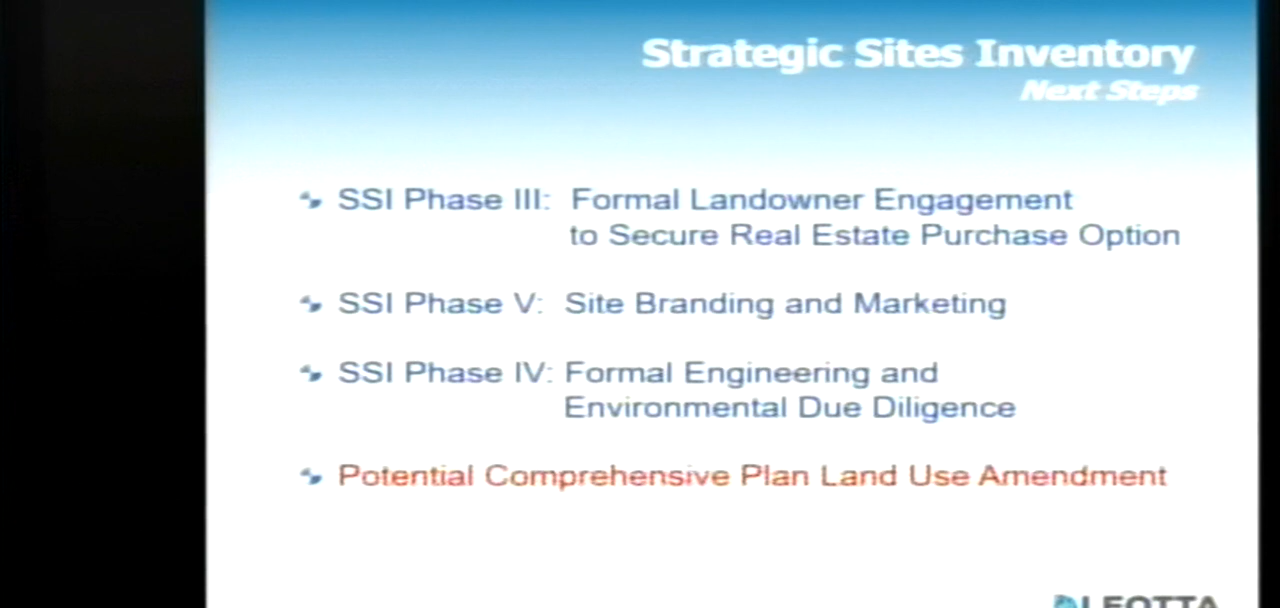 Strategic Sites Inventory
Next Steps
SSI Phase III: Formal Landowner Engagement
to Secure Real Estate Purchase Option
SSI Phase V: Site Branding and Marketing
SSI Phase IV: Formal Engineering and
Environmental Due Diligence
Potential Comprehensive Plan Land Use Amendment
LEOTTA